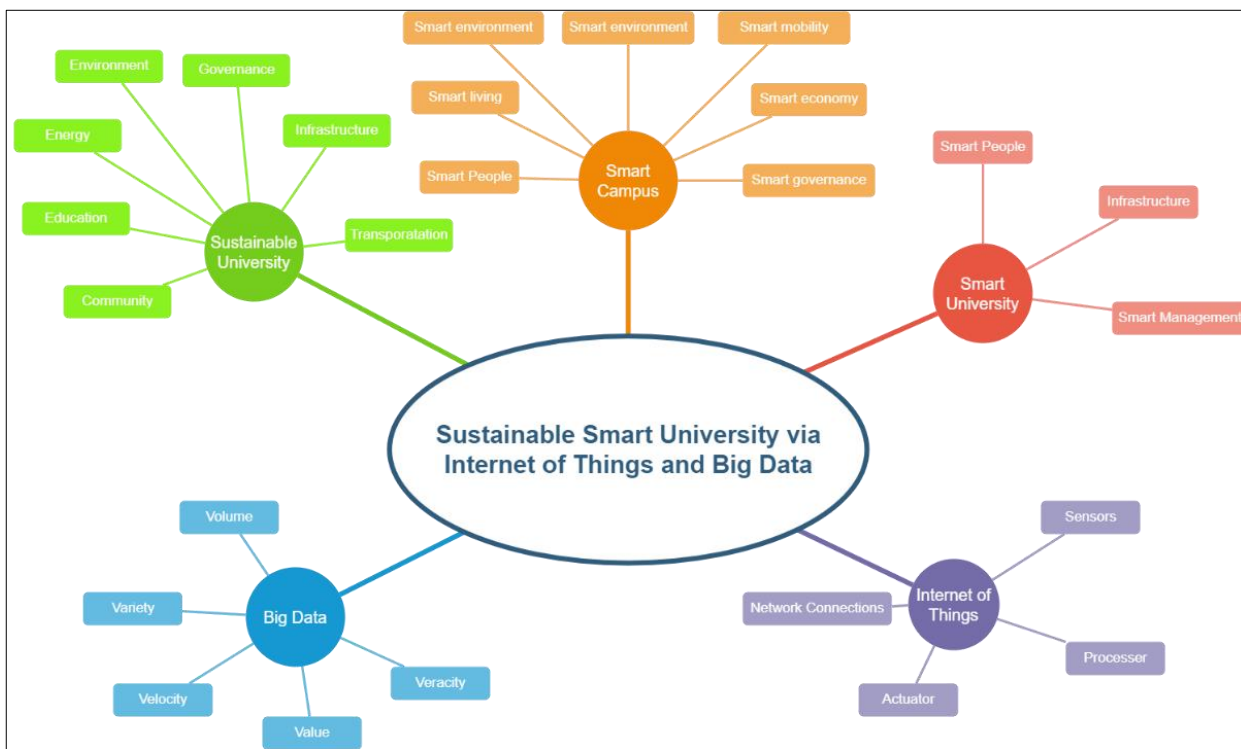 Smart environment
Smart environment
Smart mobility
Environment
Governance
Smart living
Smart economy
Energy
Infrastructure
Smart People
Smart
Campus
Smart governance
Smart People
Education
Sustainable
University
Transporatation
Infrastructure
Community
Smart
University
Smart Management
Sustainable Smart University via
Internet of Things and Big Data
Volume
Sensors
Variety
Big Data
Network Connections
Internet of
Things
Velocity
Veracity
Processer
Value
Actuator